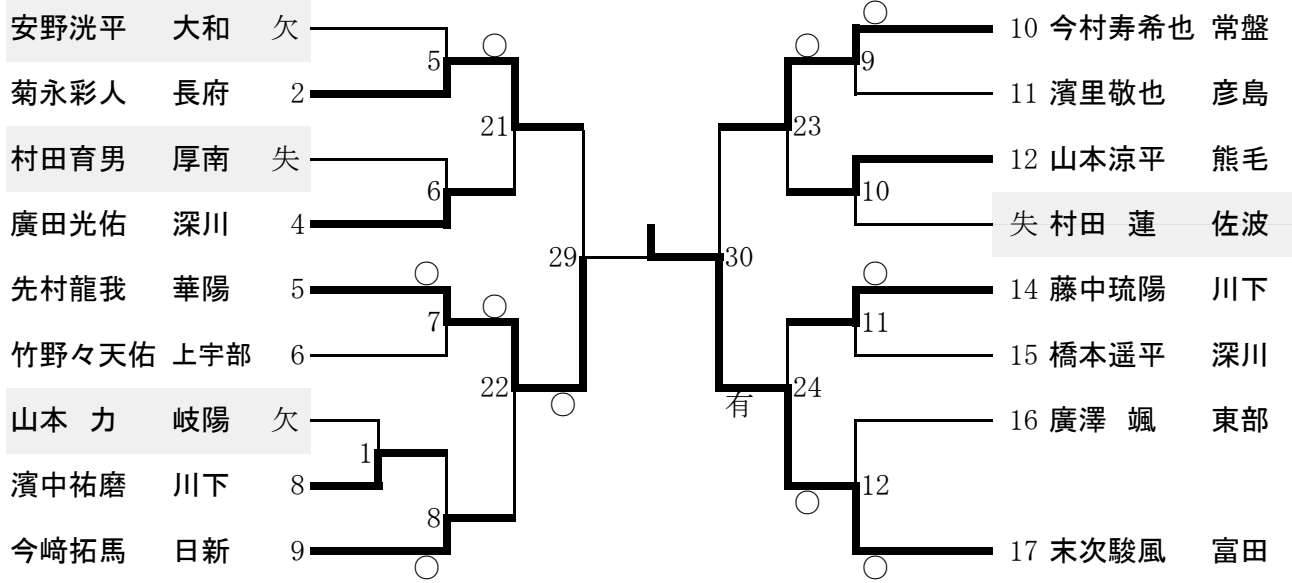 安野洸平 大和 欠
菊永彩人 長府 2
村田育男 厚南 失
廣田光佑 深川 4
先村龍我 華陽 5
竹野々天佑 上宇部 6
山本 力 岐陽 欠
濱中祐磨 川下 8
今﨑拓馬 日新 9
5
21
6
29
○
7
○
22
○
1
8
○
○
○
○
9
23
10
30
○
11
24
有
12
○
○
10 今村寿希也 常盤
11 濱里敬也 彦島
12 山本涼平 熊毛
失 村田 蓮 佐波
14 藤中琉陽 川下
15 橋本遥平 深川
16 廣澤 颯 東部
17 末次駿風 富田